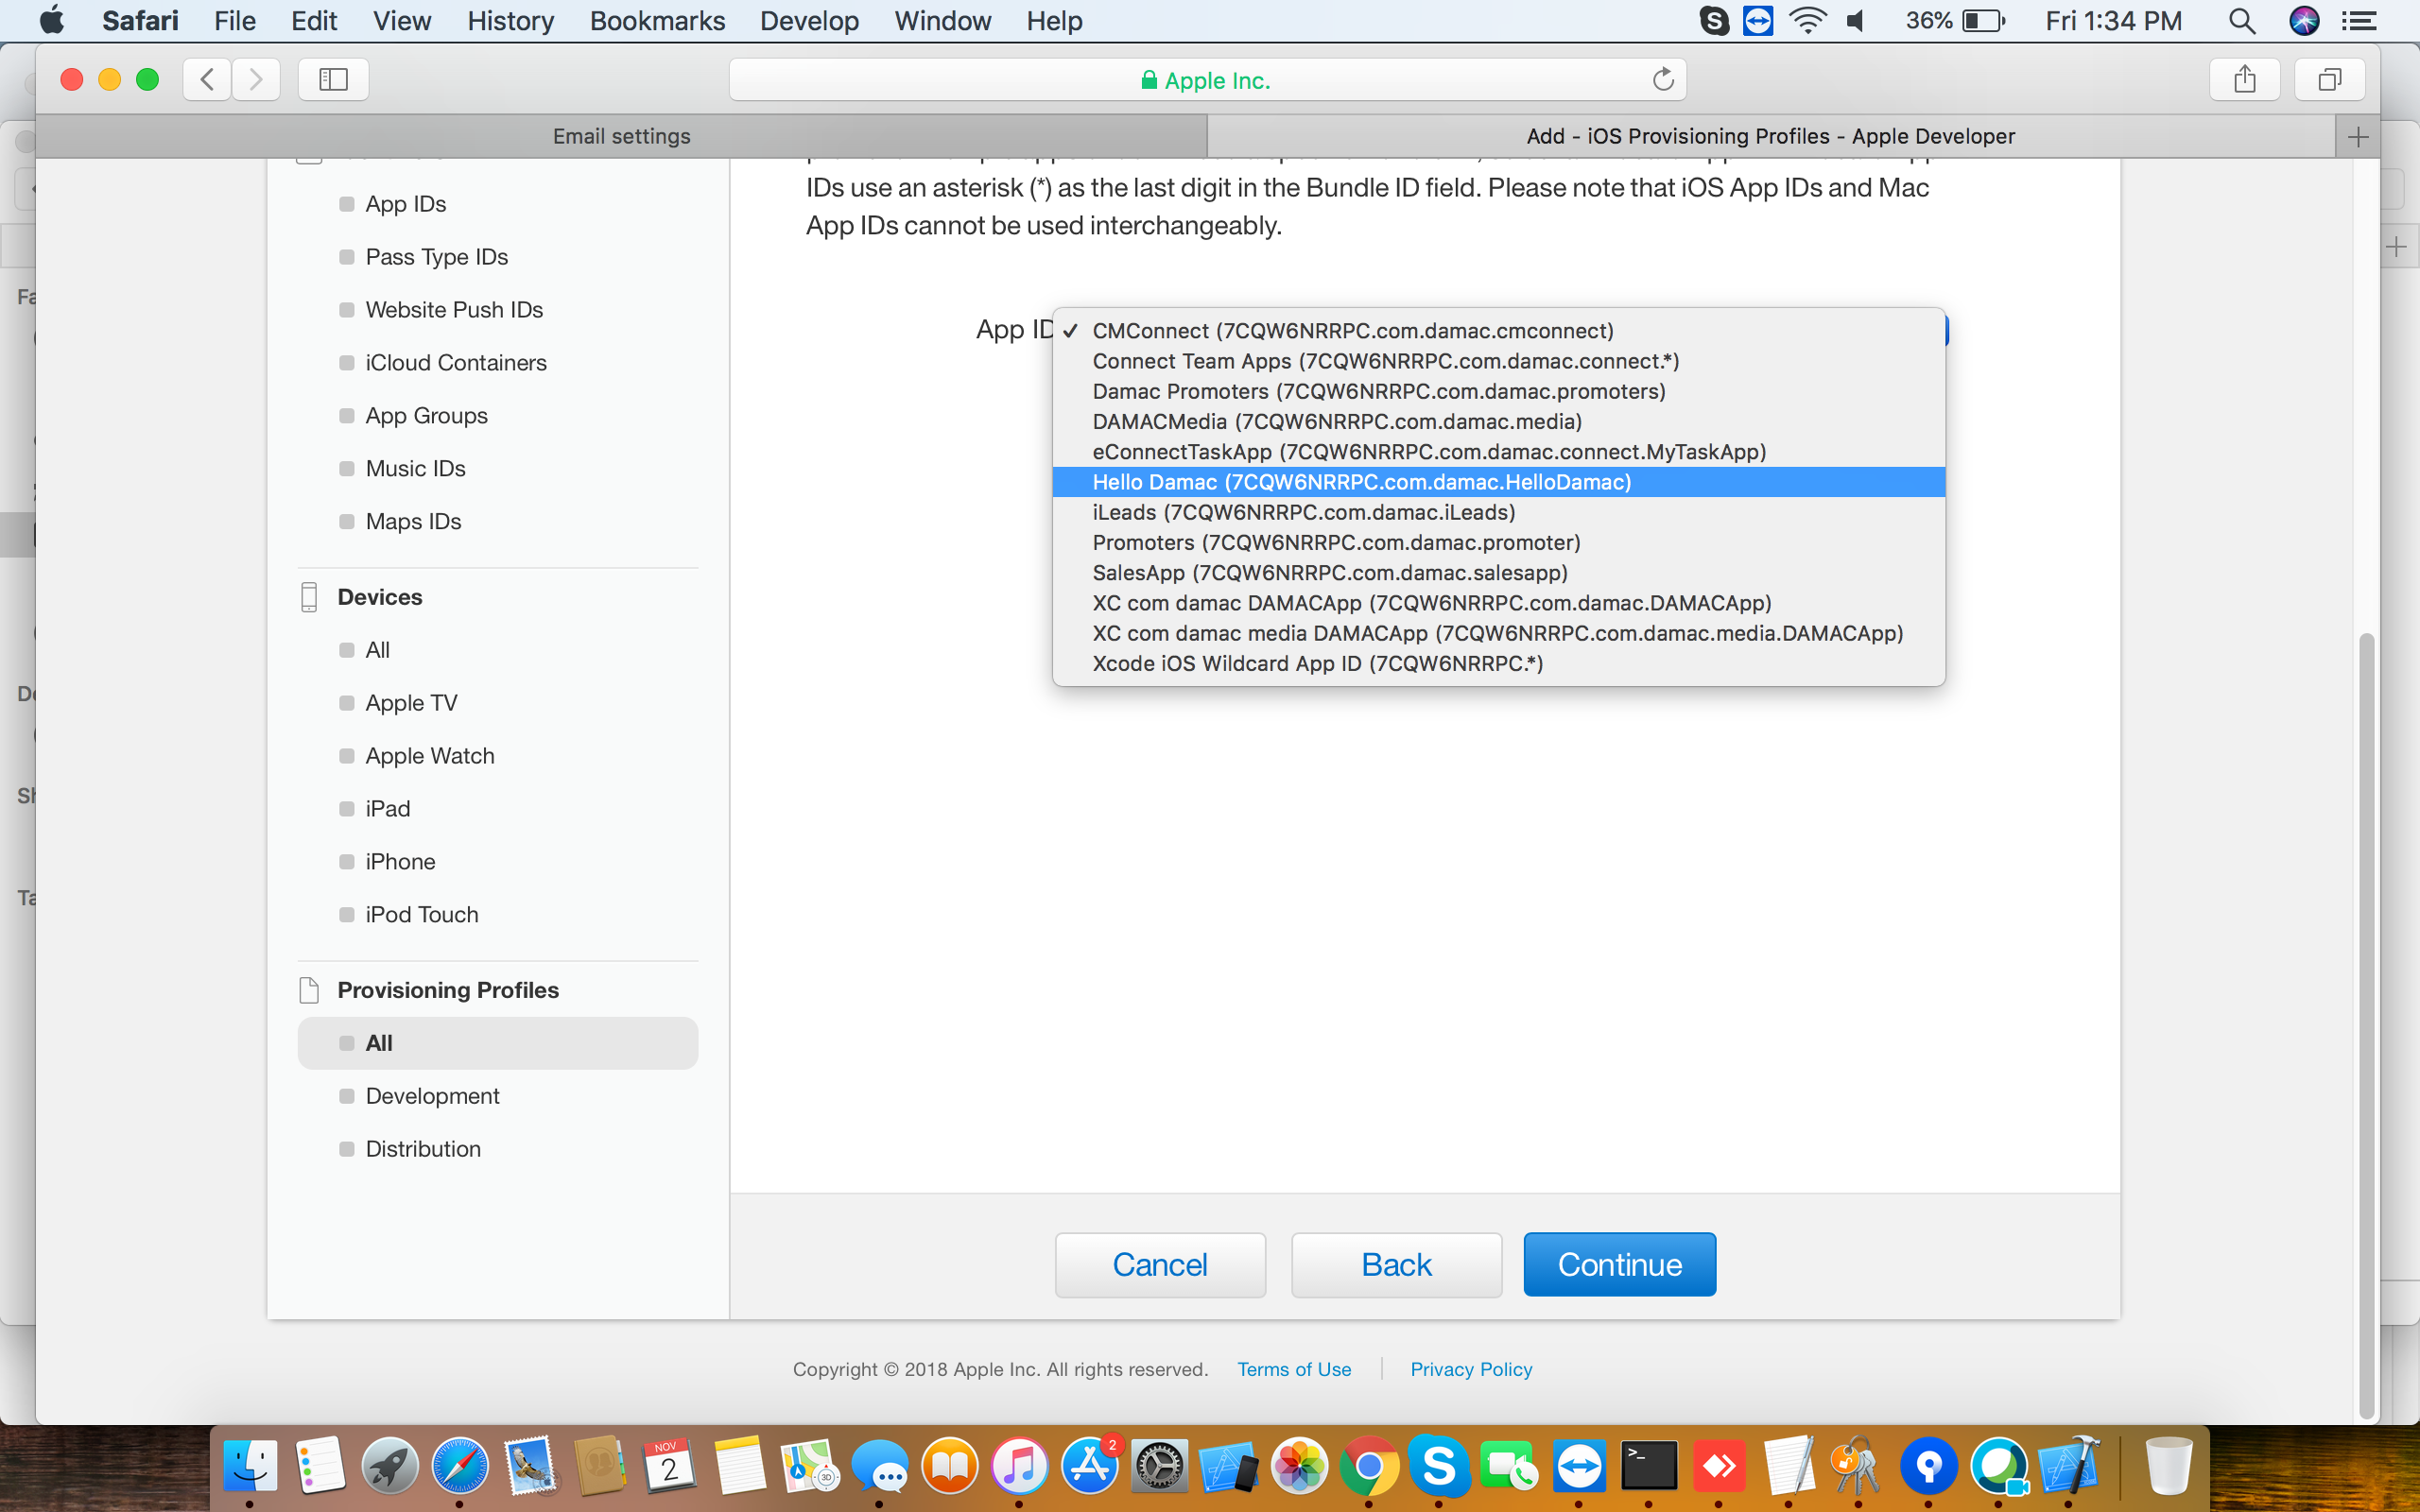 Safari File Edit View History Bookmarks Develop Window Help
36% Fri 1:34 PM
Apple Inc.
Email settings
Add - iOS Provisioning Profiles - Apple Developer
App IDs
Pass Type IDs
Website Push IDs
iCloud Containers
App Groups
Music IDs
Maps IDs
Devices
All
Apple TV
Apple Watch
iPad
iPhone
iPod Touch
Provisioning Profiles
All
Development
Distribution
IDs use an asterisk (*) as the last digit in the Bundle ID field. Please note that iOS App IDs and Mac
App IDs cannot be used interchangeably.
App ID
✓ CMConnect (7CQW6NRRPC.com.damac.cmconnect)
Connect Team Apps (7CQW6NRRPC.com.damac.connect.*)
Damac Promoters (7CQW6NRRPC.com.damac.promoters)
DAMACMedia (7CQW6NRRPC.com.damac.media)
eConnectTaskApp (7CQW6NRRPC.com.damac.connect.MyTaskApp)
Hello Damac (7CQW6NRRPC.com.damac.HelloDamac)
iLeads (7CQW6NRRPC.com.damac.iLeads)
Promoters (7CQW6NRRPC.com.damac.promoter)
SalesApp (7CQW6NRRPC.com.damac.salesapp)
XC com damac DAMACApp (7CQW6NRRPC.com.damac.DAMACApp)
XC com damac media DAMACApp (7CQW6NRRPC.com.damac.media.DAMACApp)
Xcode iOS Wildcard App ID (7CQW6NRRPC.*)
Cancel
Back
Continue
Copyright © 2018 Apple Inc. All rights reserved. Terms of Use | Privacy Policy
NOV
2
3D
2
>_